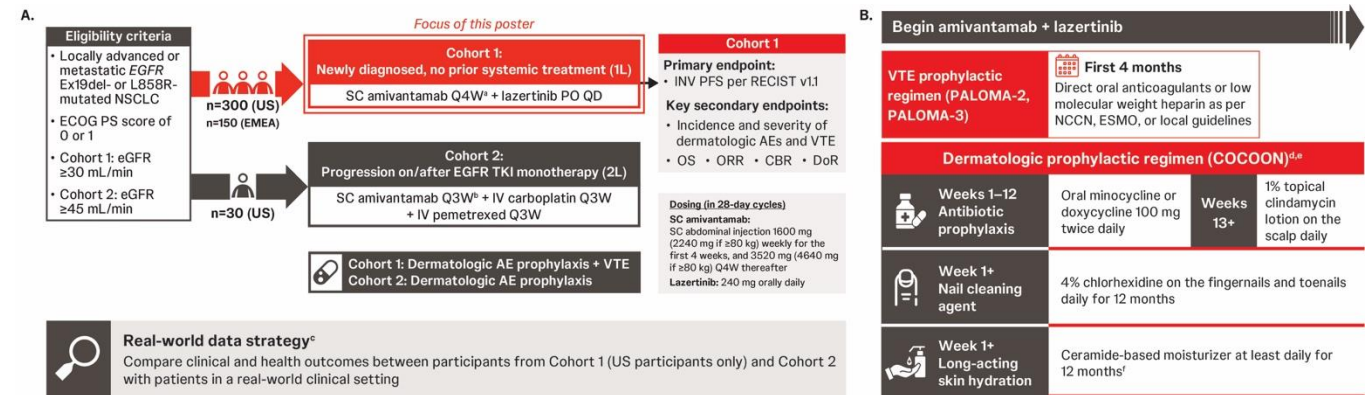 A.
Eligibility criteria
• Locally advanced or
metastatic EGFR
Ex19del- or L858R-
mutated NSCLC
• ECOG PS score of
0 or 1
• Cohort 1: eGFR
≥30 mL/min
• Cohort 2: eGFR
≥45 mL/min
n=300 (US)
n=150 (EMEA)
n=30 (US)
Focus of this poster
Cohort 1:
Newly diagnosed, no prior systemic treatment (1L)
SC amivantamab Q4Wᵃ + lazertinib PO QD
Cohort 2:
Progression on/after EGFR TKI monotherapy (2L)
SC amivantamab Q3Wᵇ + IV carboplatin Q3W
+ IV pemetrexed Q3W
Cohort 1: Dermatologic AE prophylaxis + VTE
Cohort 2: Dermatologic AE prophylaxis
Cohort 1
Primary endpoint:
• INV PFS per RECIST v1.1
Key secondary endpoints:
• Incidence and severity of
dermatologic AEs and VTE
• OS • ORR • CBR • DoR
Dosing (in 28-day cycles)
SC amivantamab:
SC abdominal injection 1600 mg
(2240 mg if ≥80 kg) weekly for the
first 4 weeks, and 3520 mg (4640 mg
if ≥80 kg) Q4W thereafter
Lazertinib: 240 mg orally daily
Real-world data strategyᶜ
Compare clinical and health outcomes between participants from Cohort 1 (US participants only) and Cohort 2
with patients in a real-world clinical setting
B.
Begin amivantamab + lazertinib
VTE prophylactic
regimen (PALOMA-2,
PALOMA-3)
First 4 months
Direct oral anticoagulants or low
molecular weight heparin as per
NCCN, ESMO, or local guidelines
Dermatologic prophylactic regimen (COCOON)ᵈ,ᵉ
Weeks 1–12
Antibiotic
prophylaxis
Oral minocycline or
doxycycline 100 mg
twice daily
Weeks
13+
1% topical
clindamycin
lotion on the
scalp daily
Week 1+
Nail cleaning
agent
4% chlorhexidine on the fingernails and toenails
daily for 12 months
Week 1+
Long-acting
skin hydration
Ceramide-based moisturizer at least daily for
12 monthsᶠ